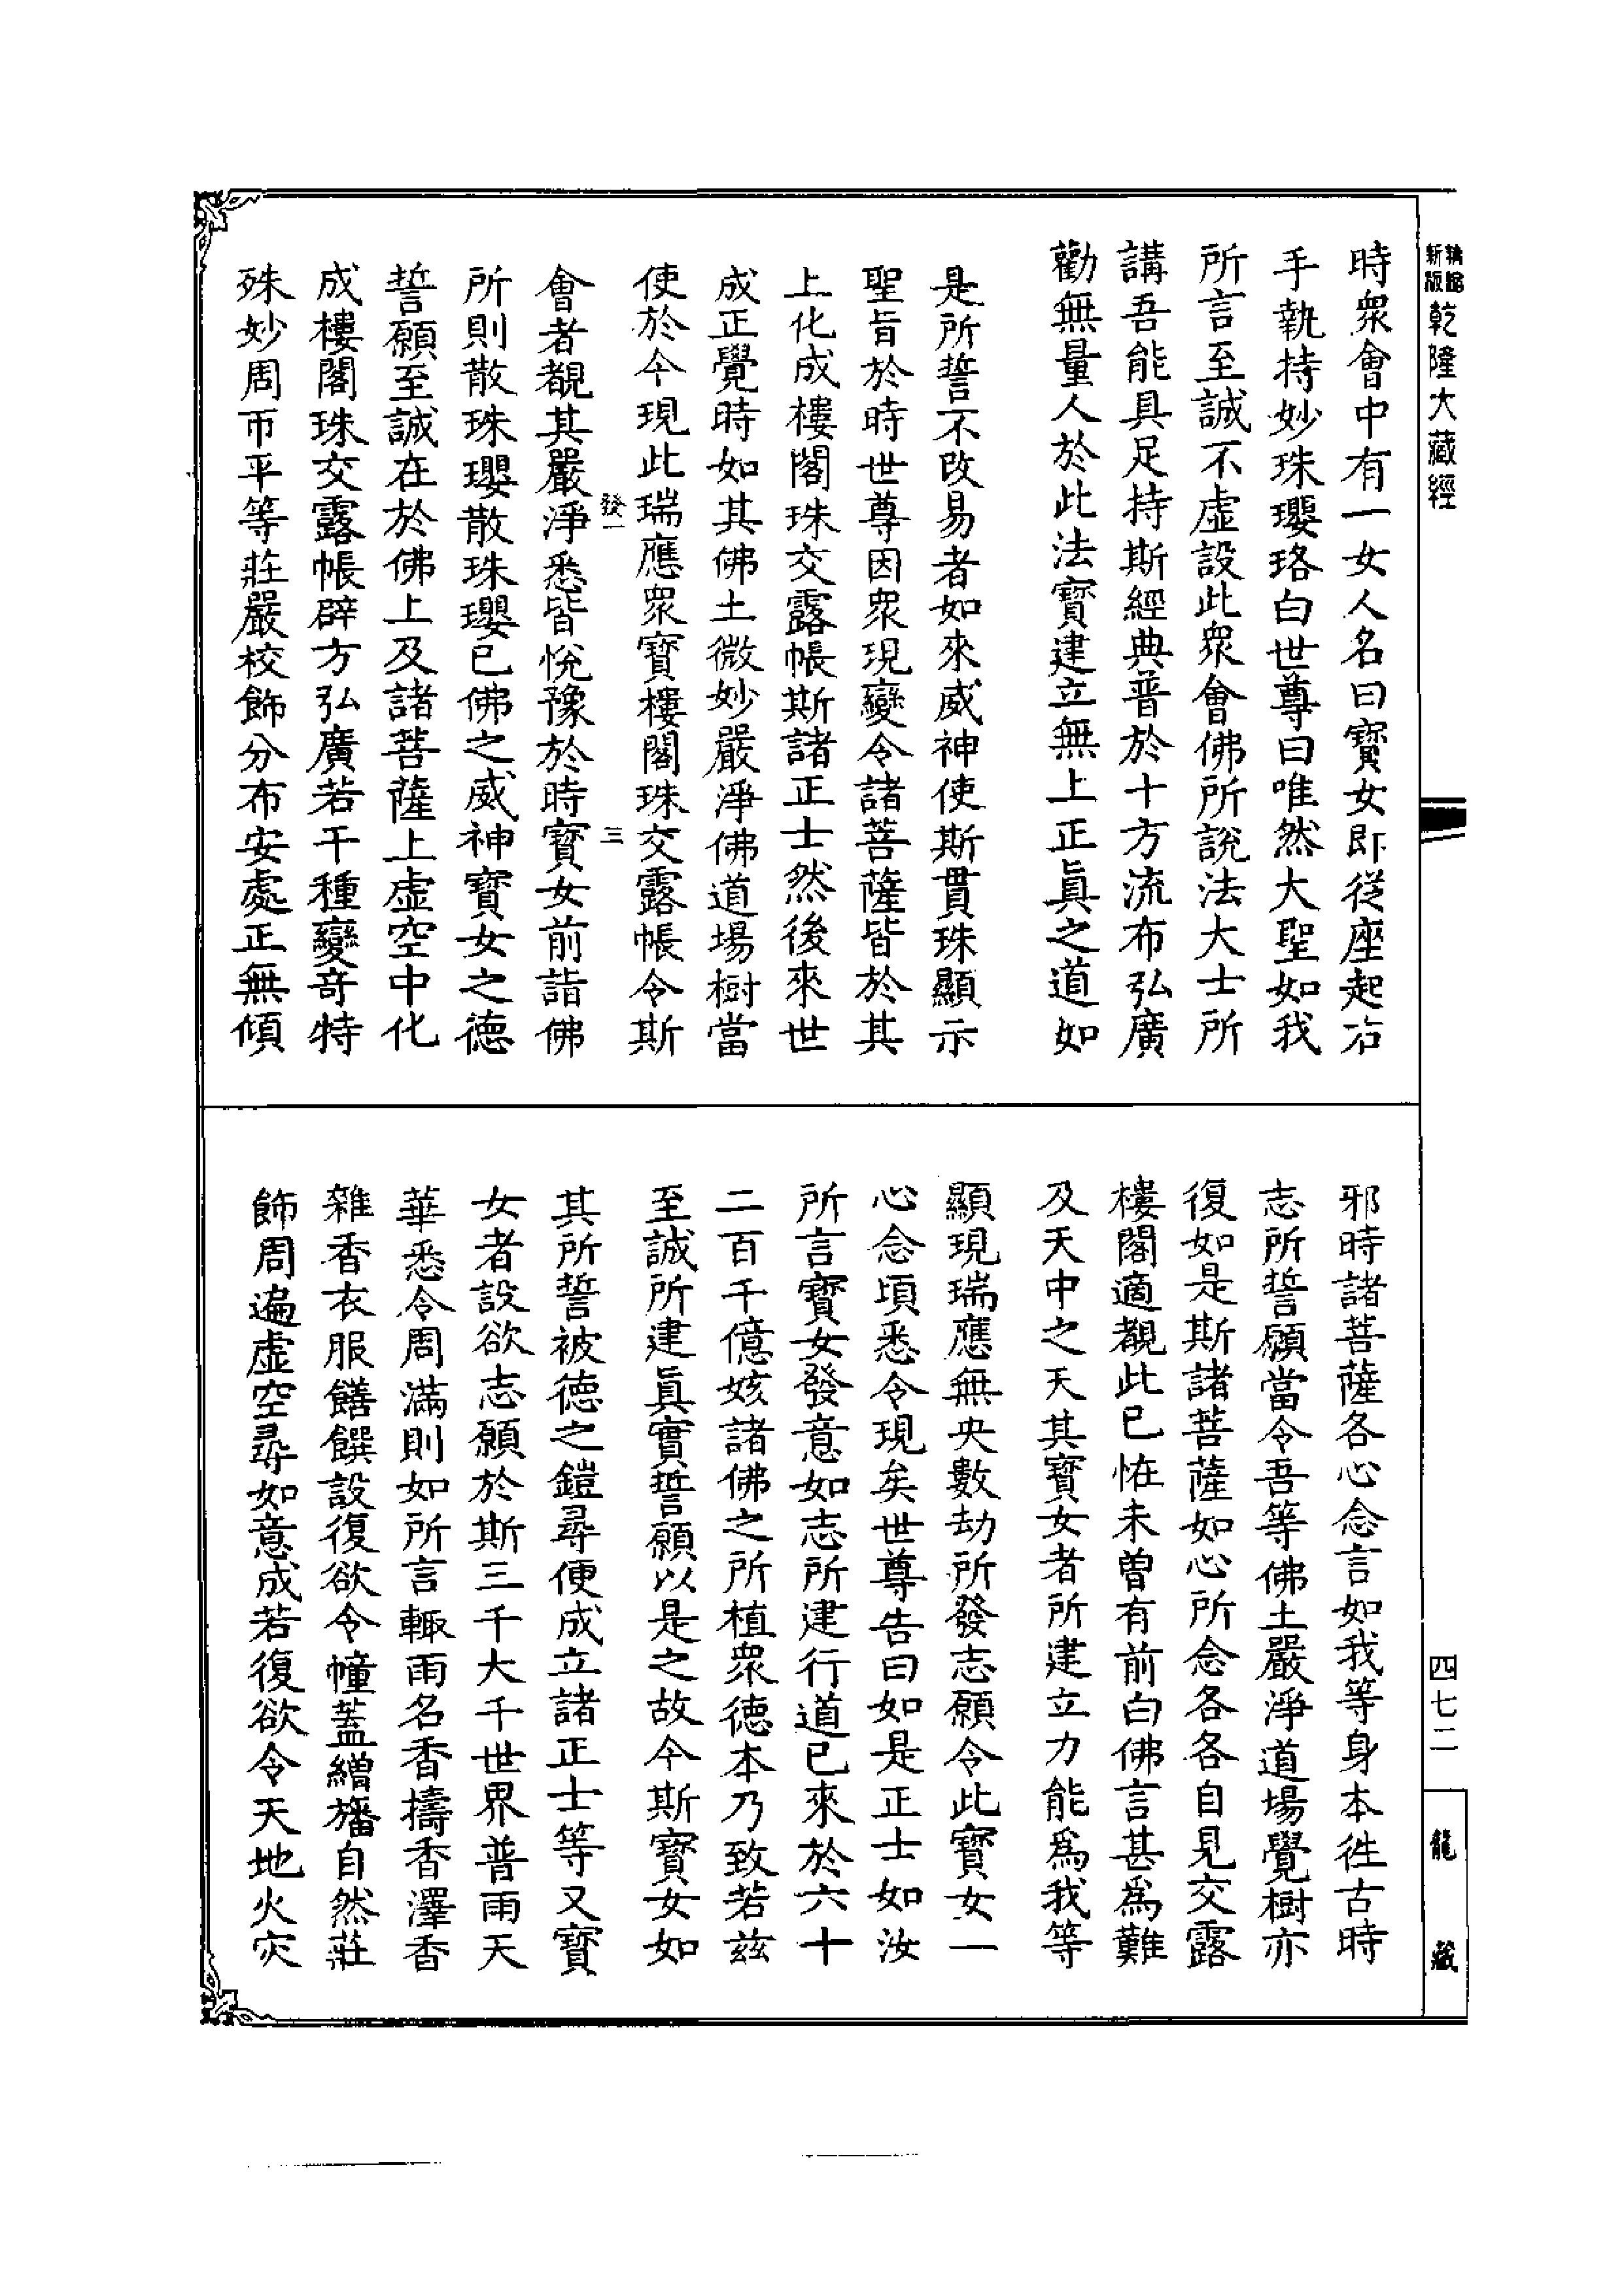 新版
乾隆大藏經
時眾會中有一女人名曰寶女即從座起右
手執持妙珠瓔珞白世尊曰唯然大聖如我
所言至誠不虛設此眾會佛所說法大士所
講吾能具足持斯經典普於十方流布弘廣
勸無量人於此法寶建立無上正眞之道如
是所誓不改易者如來威神使斯貫珠顯示
聖旨於時世尊因眾現變令諸菩薩皆於其
上化成樓閣珠交露帳斯諸正士然後來世
成正覺時如其佛土微妙嚴淨佛道場樹當
使於今現此瑞應眾寶樓閣珠交露帳令斯
發一
三
會者覩其嚴淨悉皆悅豫於時寶女前詣佛
所則散珠瓔散珠瓔已佛之威神寶女之德
誓願至誠在於佛上及諸菩薩上虛空中化
成樓閣珠交露帳辟方弘廣若干種變奇特
殊妙周帀平等莊嚴校飾分布安處正無傾
邪時諸菩薩各心念言如我等身本徃古時
志所誓願當令吾等佛土嚴淨道場覺樹亦
復如是斯諸菩薩如心所念各各自見交露
樓閣適覩此已恠未曾有前白佛言甚爲難
及天中之天其寶女者所建立力能爲我等
顯現瑞應無央數劫所發志願令此寶女一
心念頃悉令現矣世尊告曰如是正士如汝
所言寶女發意如志所建行道已來於六十
二百千億姟諸佛之所植眾德本乃致若茲
至誠所建眞實誓願以是之故今斯寶女如
其所誓被德之鎧尋便成立諸正士等又寶
女者設欲志願於斯三千大千世界普雨天
華悉令周滿則如所言輙雨名香擣香澤香
雜香衣服饍饌設復欲令幢蓋繒旛自然莊
飾周遍虛空尋如意成若復欲令天地火灾
四七二
龍藏